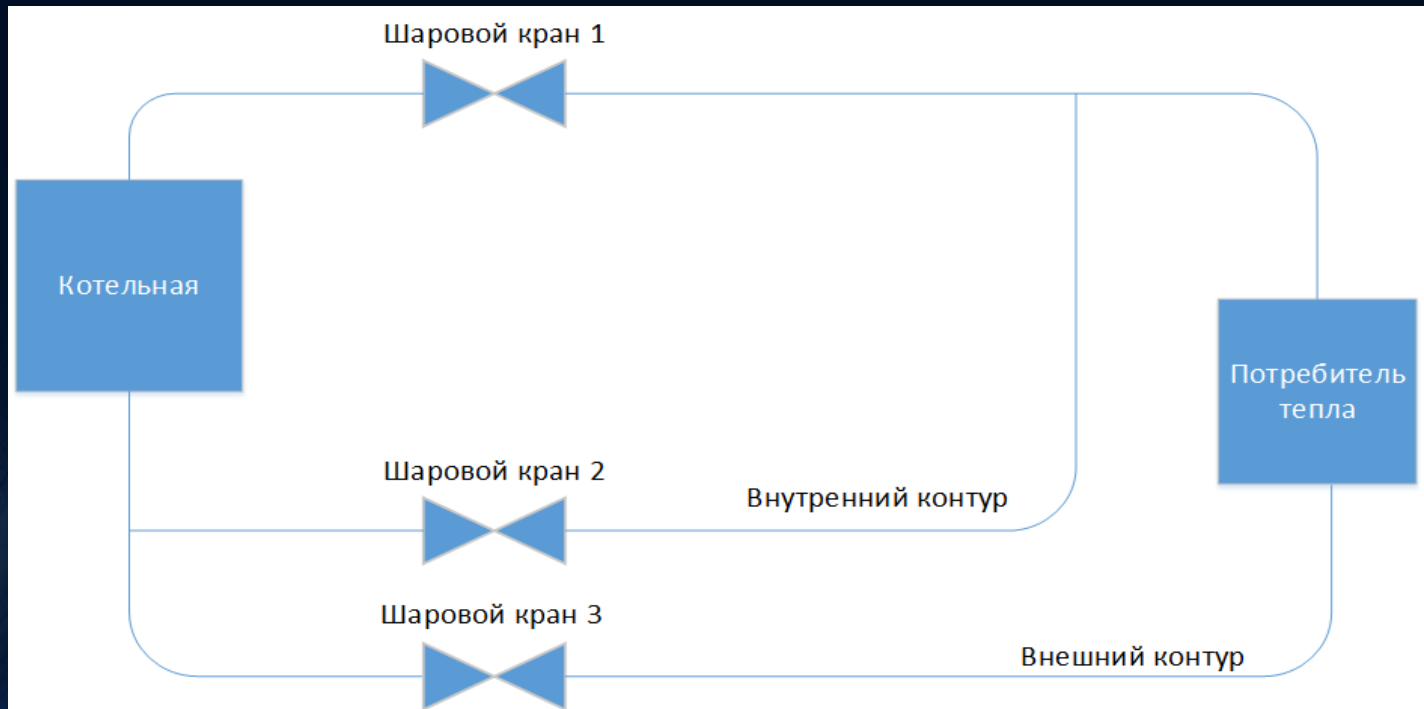 Шаровой кран 1
Котельная
Потребитель
тепла
Шаровой кран 2
Внутренний контур
Шаровой кран 3
Внешний контур